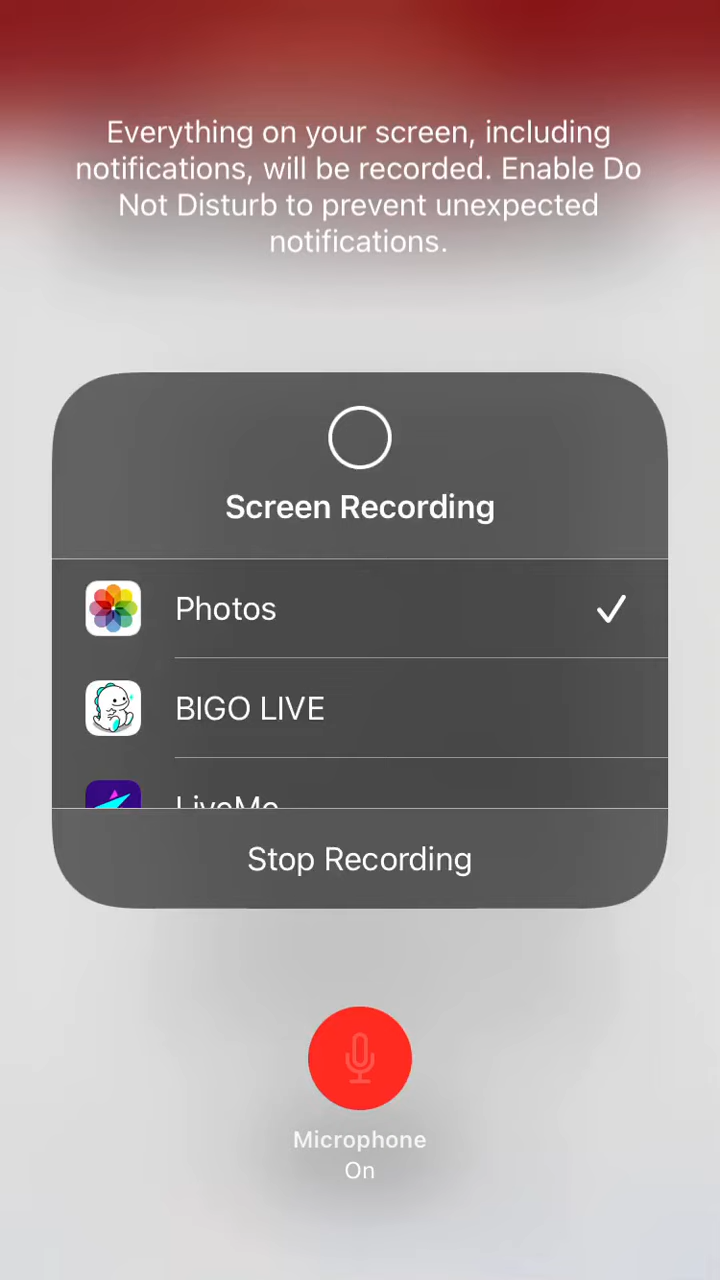 Everything on your screen, including
notifications, will be recorded. Enable Do
Not Disturb to prevent unexpected
notifications.
Screen Recording
Photos
BIGO LIVE
LiveMe
Stop Recording
Microphone
On